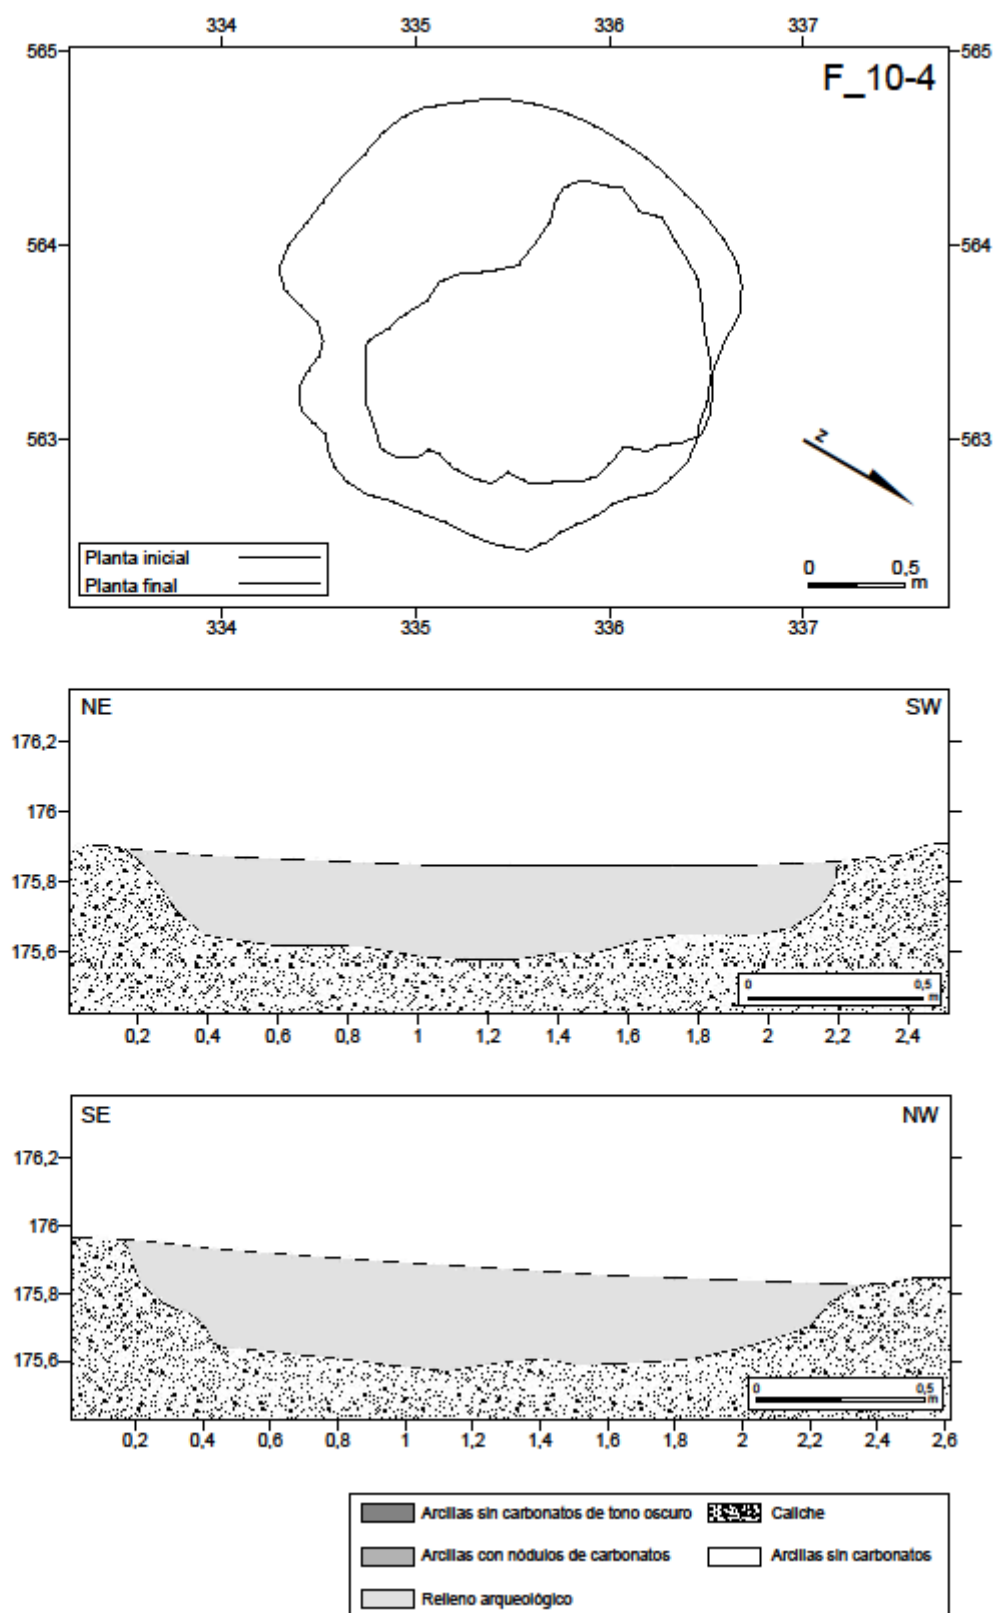 334 335 336 337
565 565
F_10-4
564 564
563 563
N
Planta inicial
Planta final
0 0,5
m
334 335 336 337
NE SW
176,2
176
175,8
175,6
0 0,5
m
0,2 0,4 0,6 0,8 1 1,2 1,4 1,6 1,8 2 2,2 2,4
SE NW
176,2
176
175,8
175,6
0 0,5
m
0,2 0,4 0,6 0,8 1 1,2 1,4 1,6 1,8 2 2,2 2,4 2,6
Arcillas sin carbonatos de tono oscuro Caliche
Arcillas con nódulos de carbonatos Arcillas sin carbonatos
Relleno arqueológico